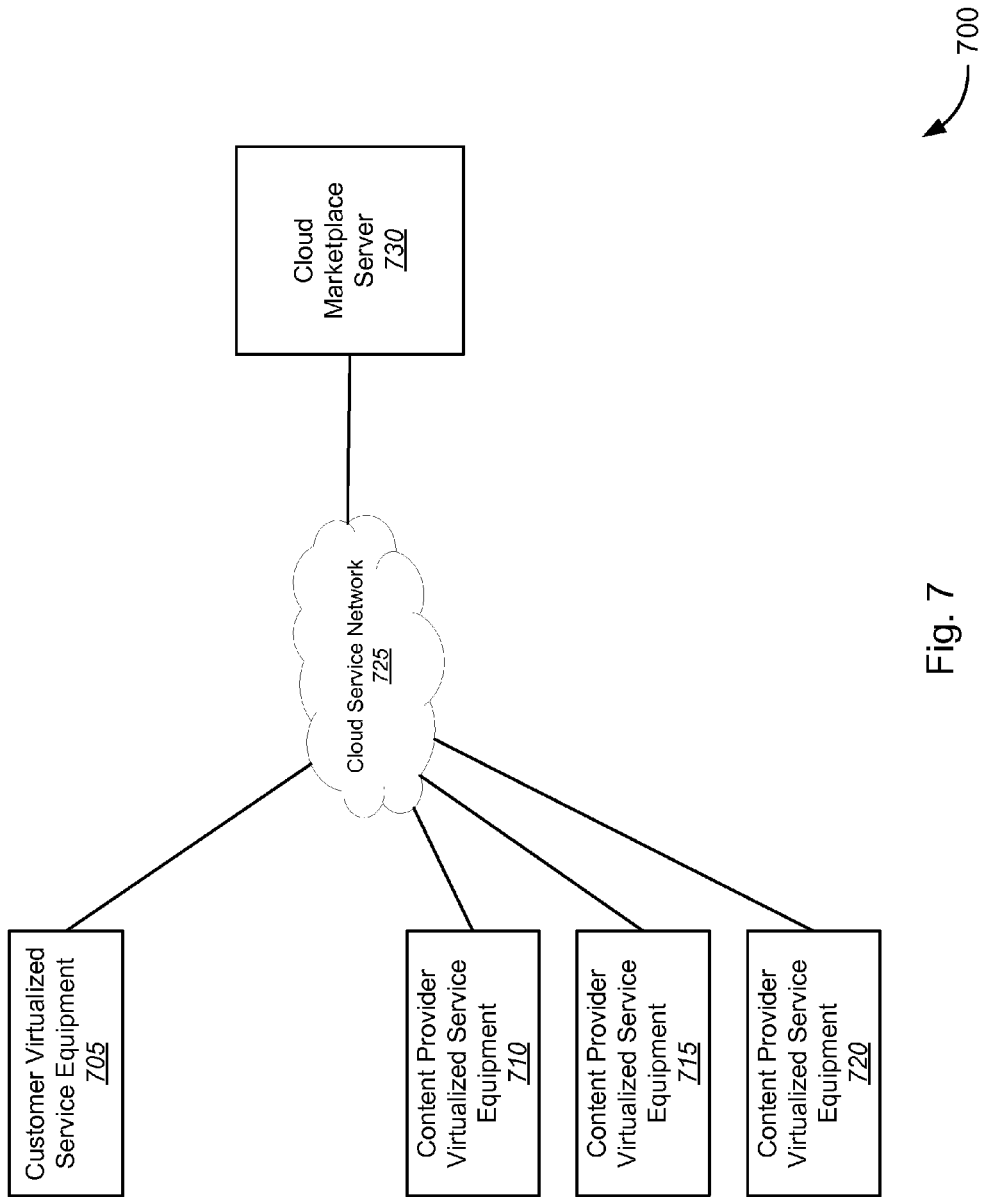 Customer Virtualized
Service Equipment
705
Content Provider
Virtualized Service
Equipment
710
Content Provider
Virtualized Service
Equipment
715
Content Provider
Virtualized Service
Equipment
720
Cloud Service Network
725
Cloud
Marketplace
Server
730
Fig. 7
700